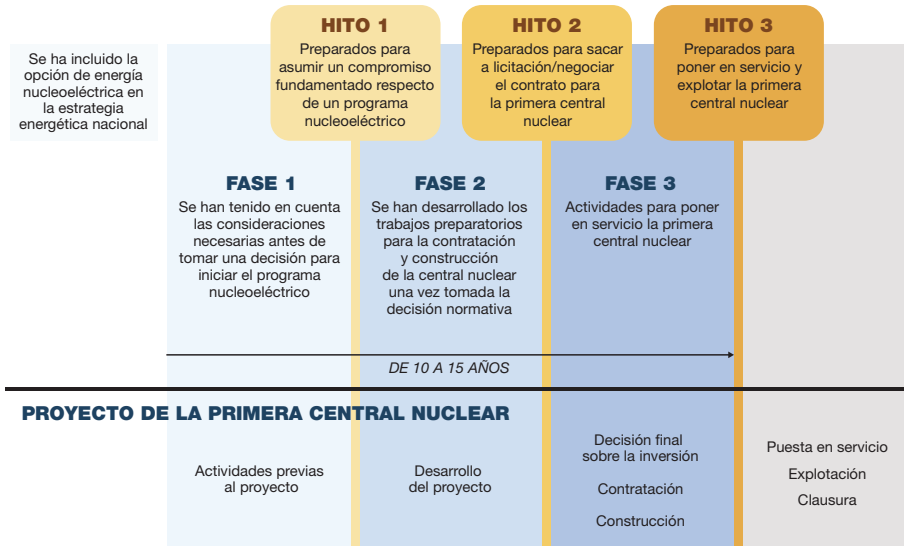 Se ha incluido la
opción de energía
nucleoeléctrica en
la estrategia
energética nacional
HITO 1
Preparados para
asumir un compromiso
fundamentado respecto
de un programa
nucleoeléctrico
HITO 2
Preparados para sacar
a licitación/negociar
el contrato para
la primera central
nuclear
HITO 3
Preparados para
poner en servicio y
explotar la primera
central nuclear
FASE 1
Se han tenido en cuenta
las consideraciones
necesarias antes de
tomar una decisión para
iniciar el programa
nucleoeléctrico
FASE 2
Se han desarrollado los
trabajos preparatorios
para la contratación
y construcción
de la central nuclear
una vez tomada la
decisión normativa
FASE 3
Actividades para poner
en servicio la primera
central nuclear
DE 10 A 15 AÑOS
PROYECTO DE LA PRIMERA CENTRAL NUCLEAR
Actividades previas
al proyecto
Desarrollo
del proyecto
Decisión final
sobre la inversión
Contratación
Construcción
Puesta en servicio
Explotación
Clausura